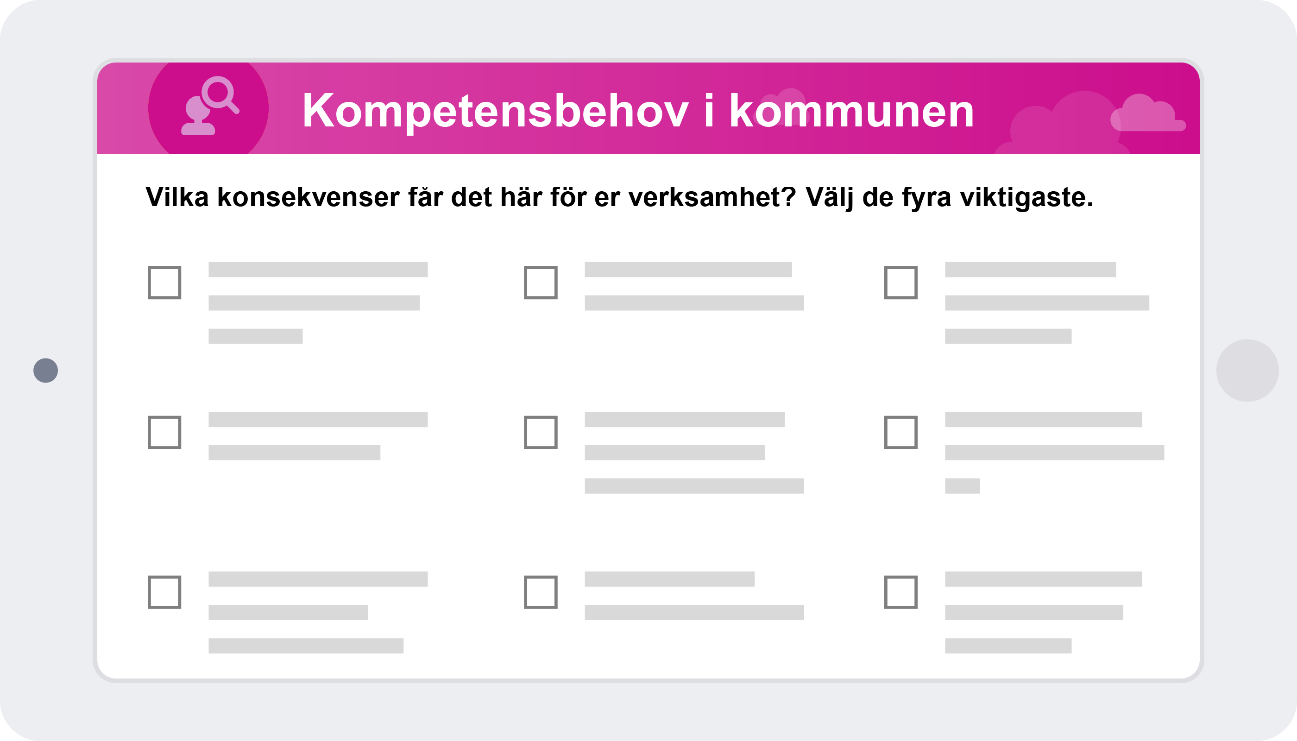 Kompetensbehov i kommunen
Vilka konsekvenser får det här för er verksamhet? Välj de fyra viktigaste.